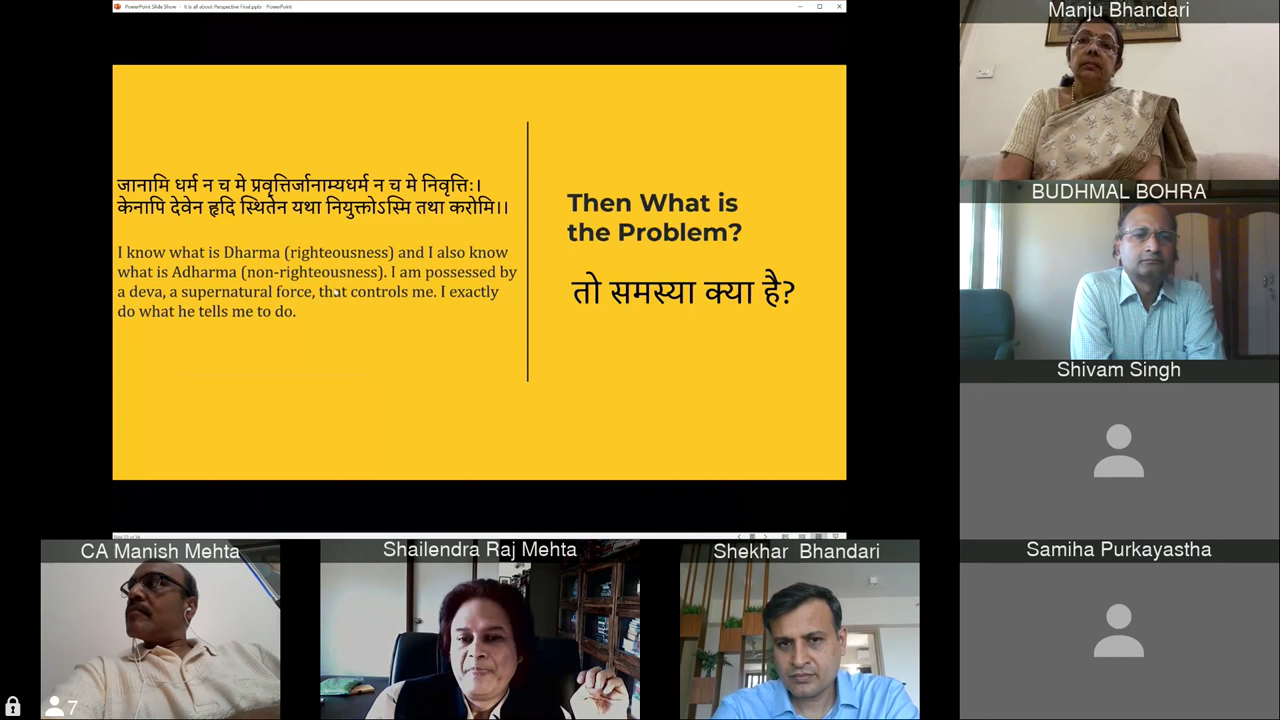 PowerPoint Slide Show - It is all about Perspective Final.ppts - PowerPoint
जानामि धर्म न च मे प्रवृत्तिर्जानाम्यधर्म न च मे निवृत्तिः।
केनापि देवेन हृदि स्थितेन यथा नियुक्तोऽस्मि तथा करोमि।।
I know what is Dharma (righteousness) and I also know
what is Adharma (non-righteousness). I am possessed by
a deva, a supernatural force, that controls me. I exactly
do what he tells me to do.
Then What is
the Problem?
तो समस्या क्या है?
Manju Bhandari
BUDHMAL BOHRA
Shivam Singh
Samiha Purkayastha
CA Manish Mehta
Shailendra Raj Mehta
Shekhar Bhandari
7